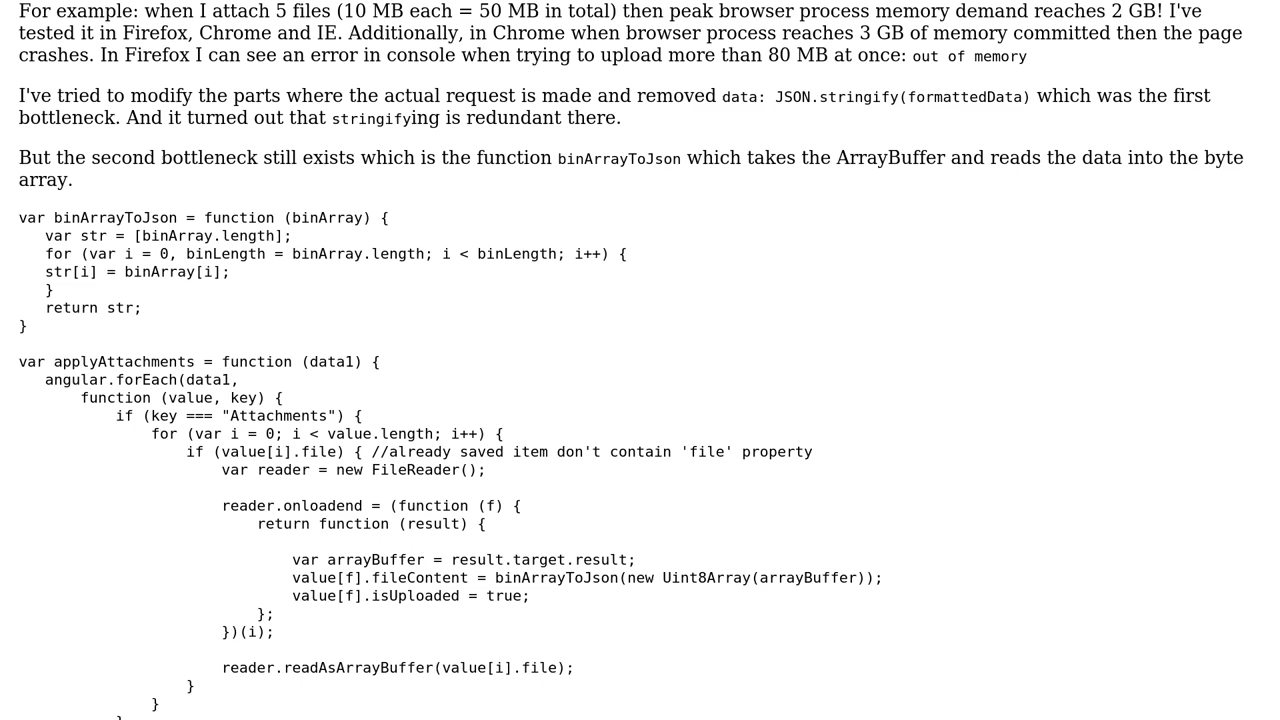 For example: when I attach 5 files (10 MB each = 50 MB in total) then peak browser process memory demand reaches 2 GB! I've
tested it in Firefox, Chrome and IE. Additionally, in Chrome when browser process reaches 3 GB of memory committed then the page
crashes. In Firefox I can see an error in console when trying to upload more than 80 MB at once: out of memory
I've tried to modify the parts where the actual request is made and removed data: JSON.stringify(formattedData) which was the first
bottleneck. And it turned out that stringifying is redundant there.
But the second bottleneck still exists which is the function binArrayToJson which takes the ArrayBuffer and reads the data into the byte
array.
var binArrayToJson = function (binArray) {
   var str = [binArray.length];
   for (var i = 0, binLength = binArray.length; i < binLength; i++) {
   str[i] = binArray[i];
   }
   return str;
}
var applyAttachments = function (data1) {
   angular.forEach(data1,
       function (value, key) {
           if (key === "Attachments") {
               for (var i = 0; i < value.length; i++) {
                   if (value[i].file) { //already saved item don't contain 'file' property
                       var reader = new FileReader();
                       reader.onloadend = (function (f) {
                           return function (result) {
                               var arrayBuffer = result.target.result;
                               value[f].fileContent = binArrayToJson(new Uint8Array(arrayBuffer));
                               value[f].isUploaded = true;
                           };
                       })(i);
                       reader.readAsArrayBuffer(value[i].file);
                   }
               }
           }